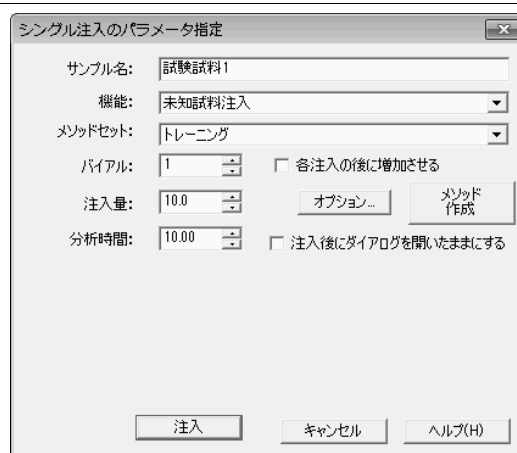 シングル注入のパラメータ指定
サンプル名: 試験試料1
機能: 未知試料注入
メソッドセット: トレーニング
バイアル: 1 各注入の後に増加させる
注入量: 10.0 オプション... メソッド
作成
分析時間: 10.00 注入後にダイアログを開いたままにする
注入 キャンセル ヘルプ(H)